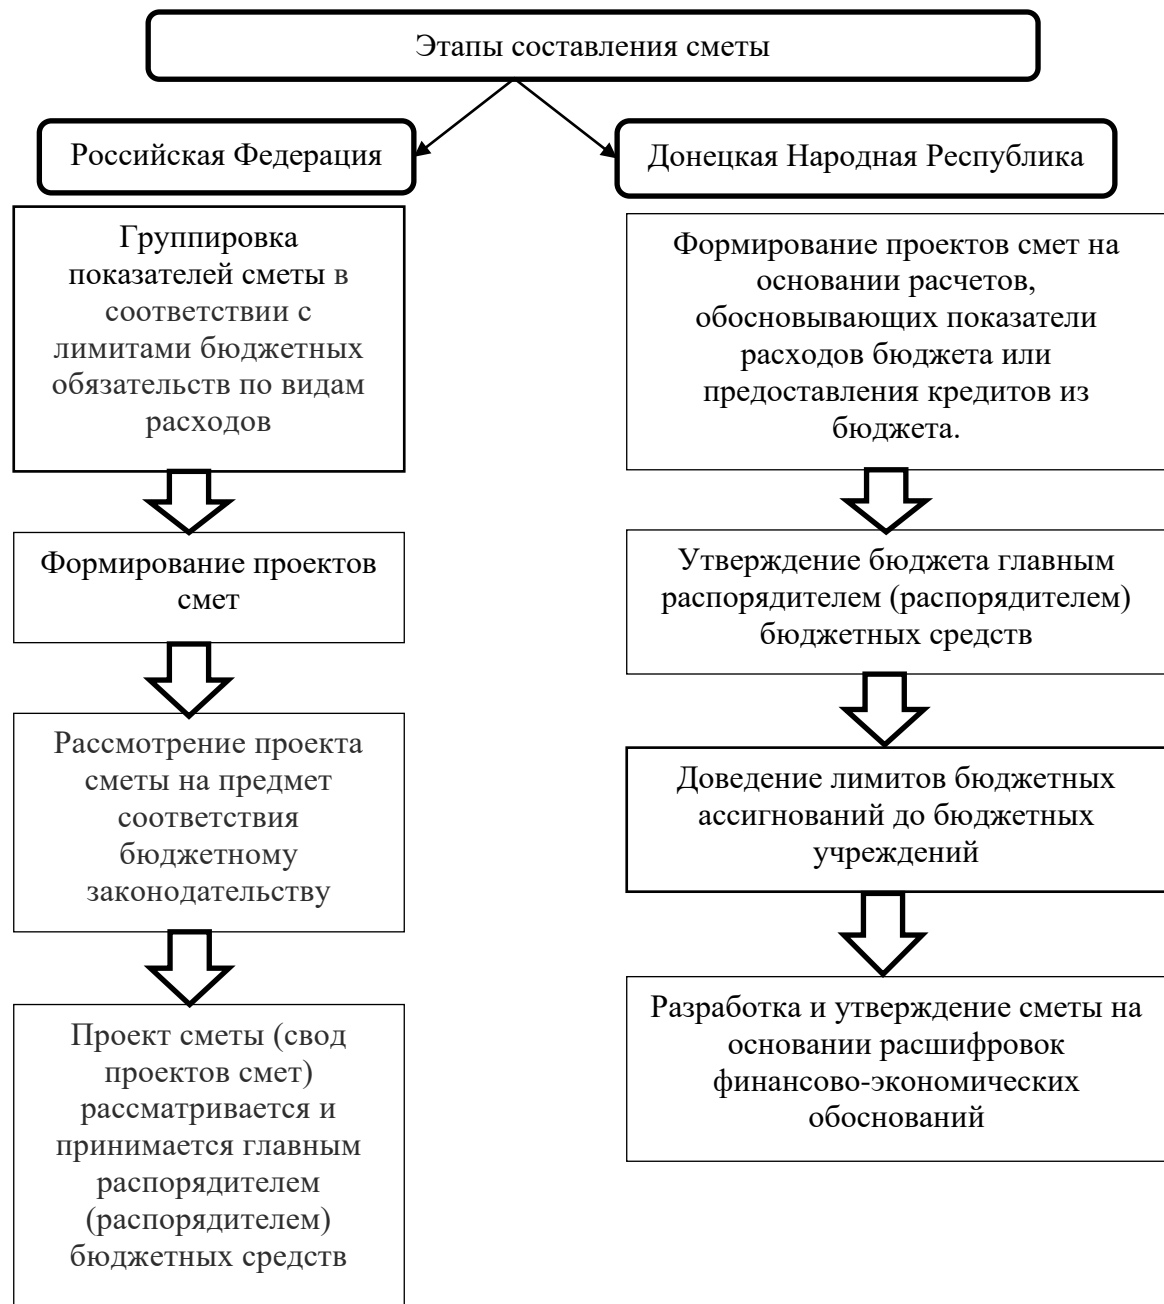 Этапы составления сметы
Российская Федерация
Группировка
показателей сметы в
соответствии с
лимитами бюджетных
обязательств по видам
расходов
Формирование проектов
смет
Рассмотрение проекта
сметы на предмет
соответствия
бюджетному
законодательству
Проект сметы (свод
проектов смет)
рассматривается и
принимается главным
распорядителем
(распорядителем)
бюджетных средств
Донецкая Народная Республика
Формирование проектов смет на
основании расчетов,
обосновывающих показатели
расходов бюджета или
предоставления кредитов из
бюджета.
Утверждение бюджета главным
распорядителем (распорядителем)
бюджетных средств
Доведение лимитов бюджетных
ассигнований до бюджетных
учреждений
Разработка и утверждение сметы на
основании расшифровок
финансово-экономических
обоснований